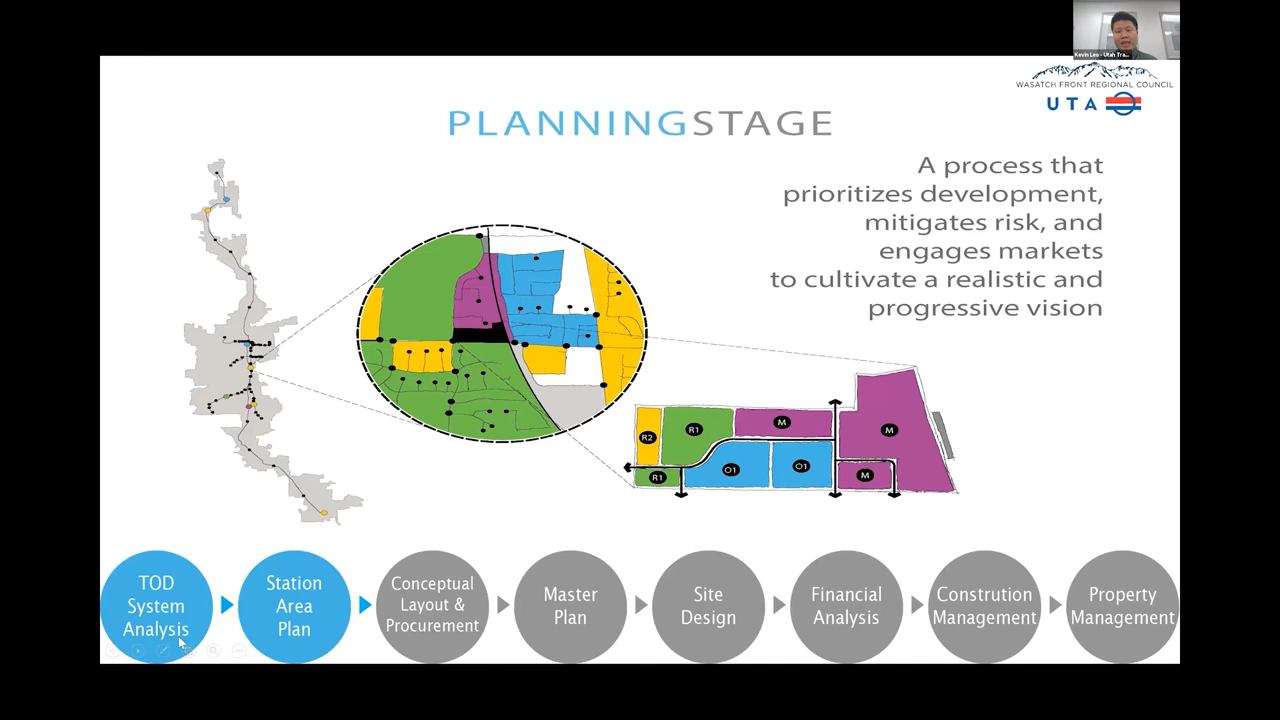 Kevin Leo - Utah Tra...
WASATCH FRONT REGIONAL COUNCIL
UTA
PLANNINGSTAGE
A process that
prioritizes development,
mitigates risk, and
engages markets
to cultivate a realistic and
progressive vision
R2
R1
M
M
O1
O1
R1
M
TOD
System
Analysis
Station
Area
Plan
Conceptual
Layout &
Procurement
Master
Plan
Site
Design
Financial
Analysis
Constrution
Management
Property
Management